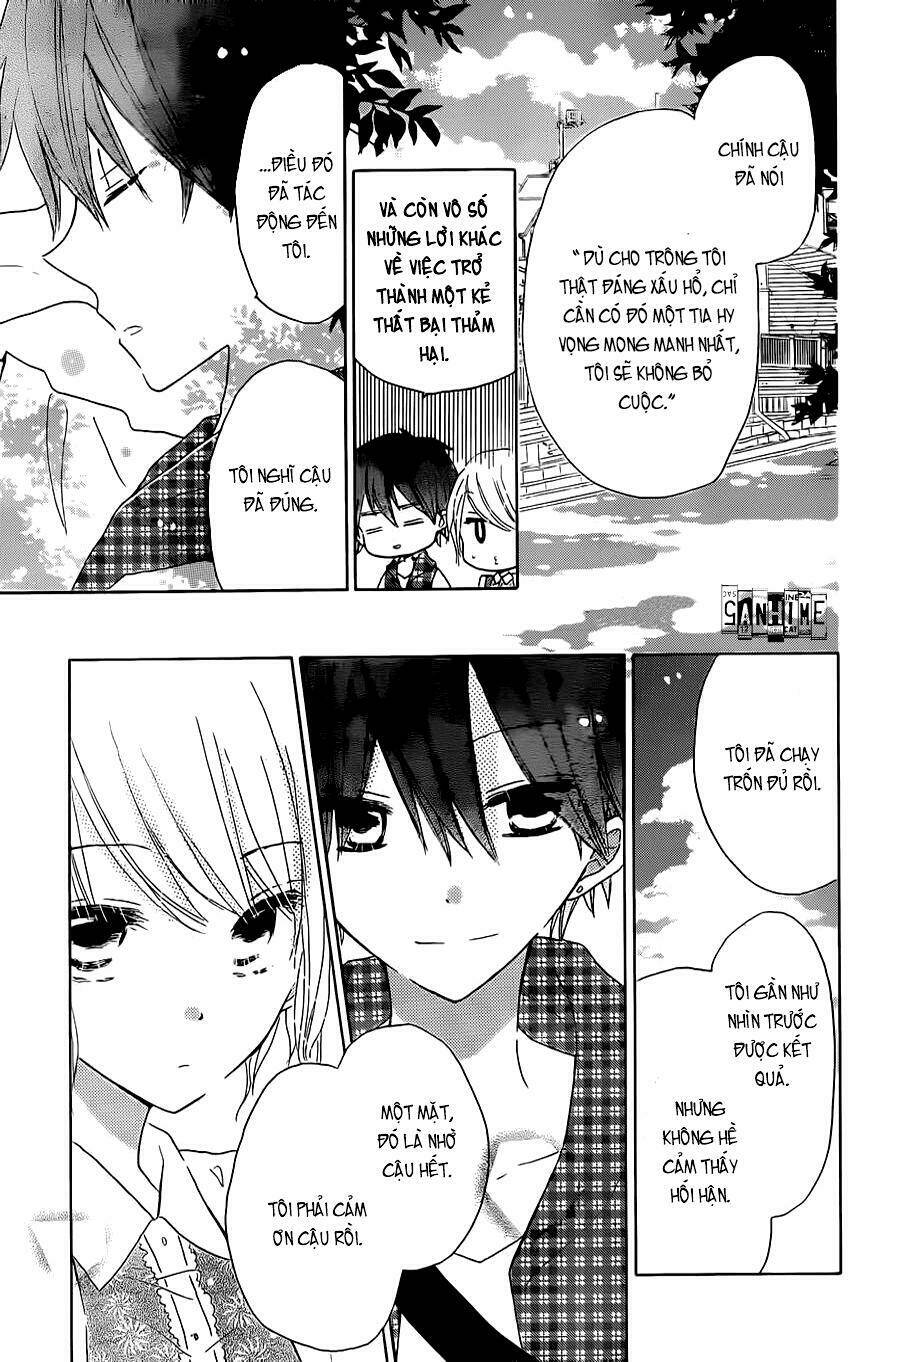 CHÍNH CẬU
ĐÃ NÓI
"DÙ CHO TRÔNG TÔI
THẬT ĐÁNG XẤU HỔ, CHỈ
CẦN CÓ ĐÓ MỘT TIA HY
VỌNG MONG MANH NHẤT,
TÔI SẼ KHÔNG BỎ
CUỘC."
VÀ CÒN VÔ SỐ
NHỮNG LỜI KHÁC
VỀ VIỆC TRỞ
THÀNH MỘT KẺ
THẤT BẠI THẢM
HẠI.
...ĐIỀU ĐÓ
ĐÃ TÁC
ĐỘNG ĐẾN
TÔI.
TÔI NGHĨ CẬU
ĐÃ ĐÚNG.
SANHIME
TÔI ĐÃ CHẠY
TRỐN ĐỦ RỒI.
TÔI GẦN NHƯ
NHÌN TRƯỚC
ĐƯỢC KẾT
QUẢ.
NHƯNG
KHÔNG HỀ
CẢM THẤY
HỐI HẬN.
MỘT MẶT,
ĐÓ LÀ NHỜ
CẬU HẾT.
TÔI PHẢI CẢM
ƠN CẬU RỒI.